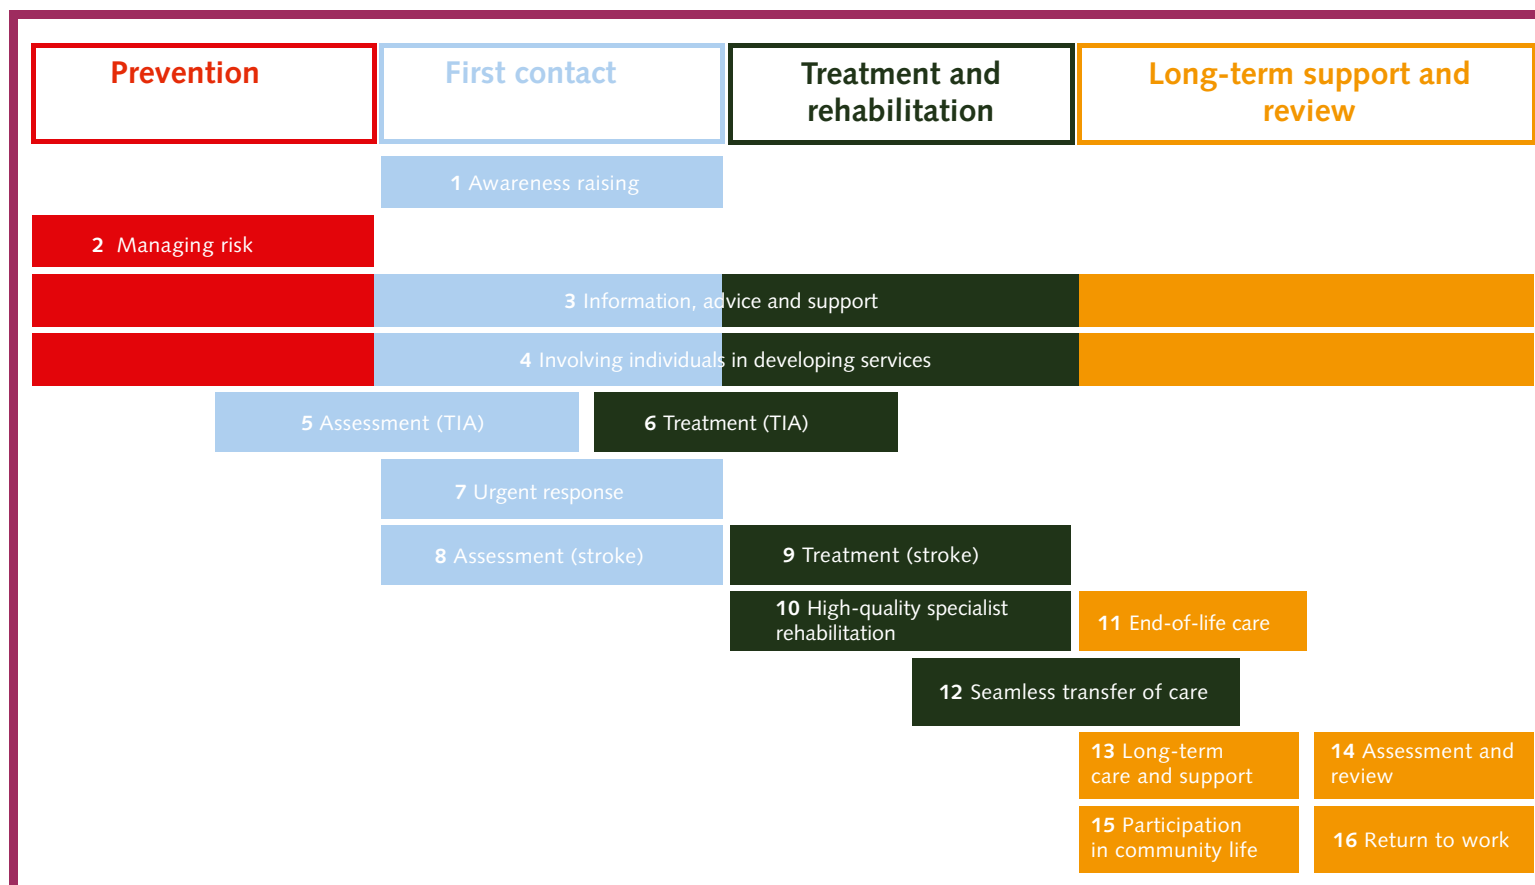 Prevention
First contact
Treatment and
rehabilitation
Long-term support and
review
1 Awareness raising
2 Managing risk
3 Information, advice and support
4 Involving individuals in developing services
5 Assessment (TIA)
6 Treatment (TIA)
7 Urgent response
8 Assessment (stroke)
9 Treatment (stroke)
10 High-quality specialist
rehabilitation
11 End-of-life care
12 Seamless transfer of care
13 Long-term
care and support
14 Assessment and
review
15 Participation
in community life
16 Return to work